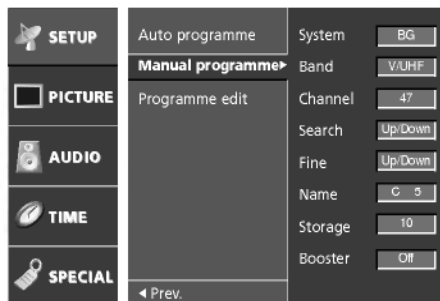 SETUP
PICTURE
AUDIO
TIME
SPECIAL
Auto programme
Manual programme▶
Programme edit
◀ Prev.
System BG
Band V/UHF
Channel 47
Search Up/Down
Fine Up/Down
Name C 5
Storage 10
Booster Off